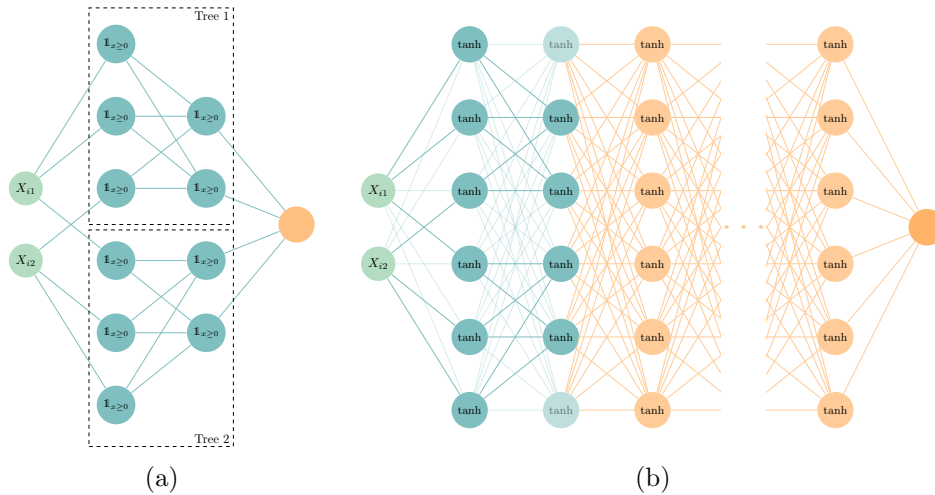 Tree 1
𝟙x≥0
𝟙x≥0
𝟙x≥0
𝟙x≥0
𝟙x≥0
Xi1
Xi2
𝟙x≥0
𝟙x≥0
𝟙x≥0
𝟙x≥0
𝟙x≥0
Tree 2
(a)
tanh tanh tanh tanh
tanh tanh tanh tanh
Xi1 tanh tanh tanh tanh
· · ·
Xi2 tanh tanh tanh tanh
tanh tanh tanh tanh
tanh tanh tanh tanh
(b)